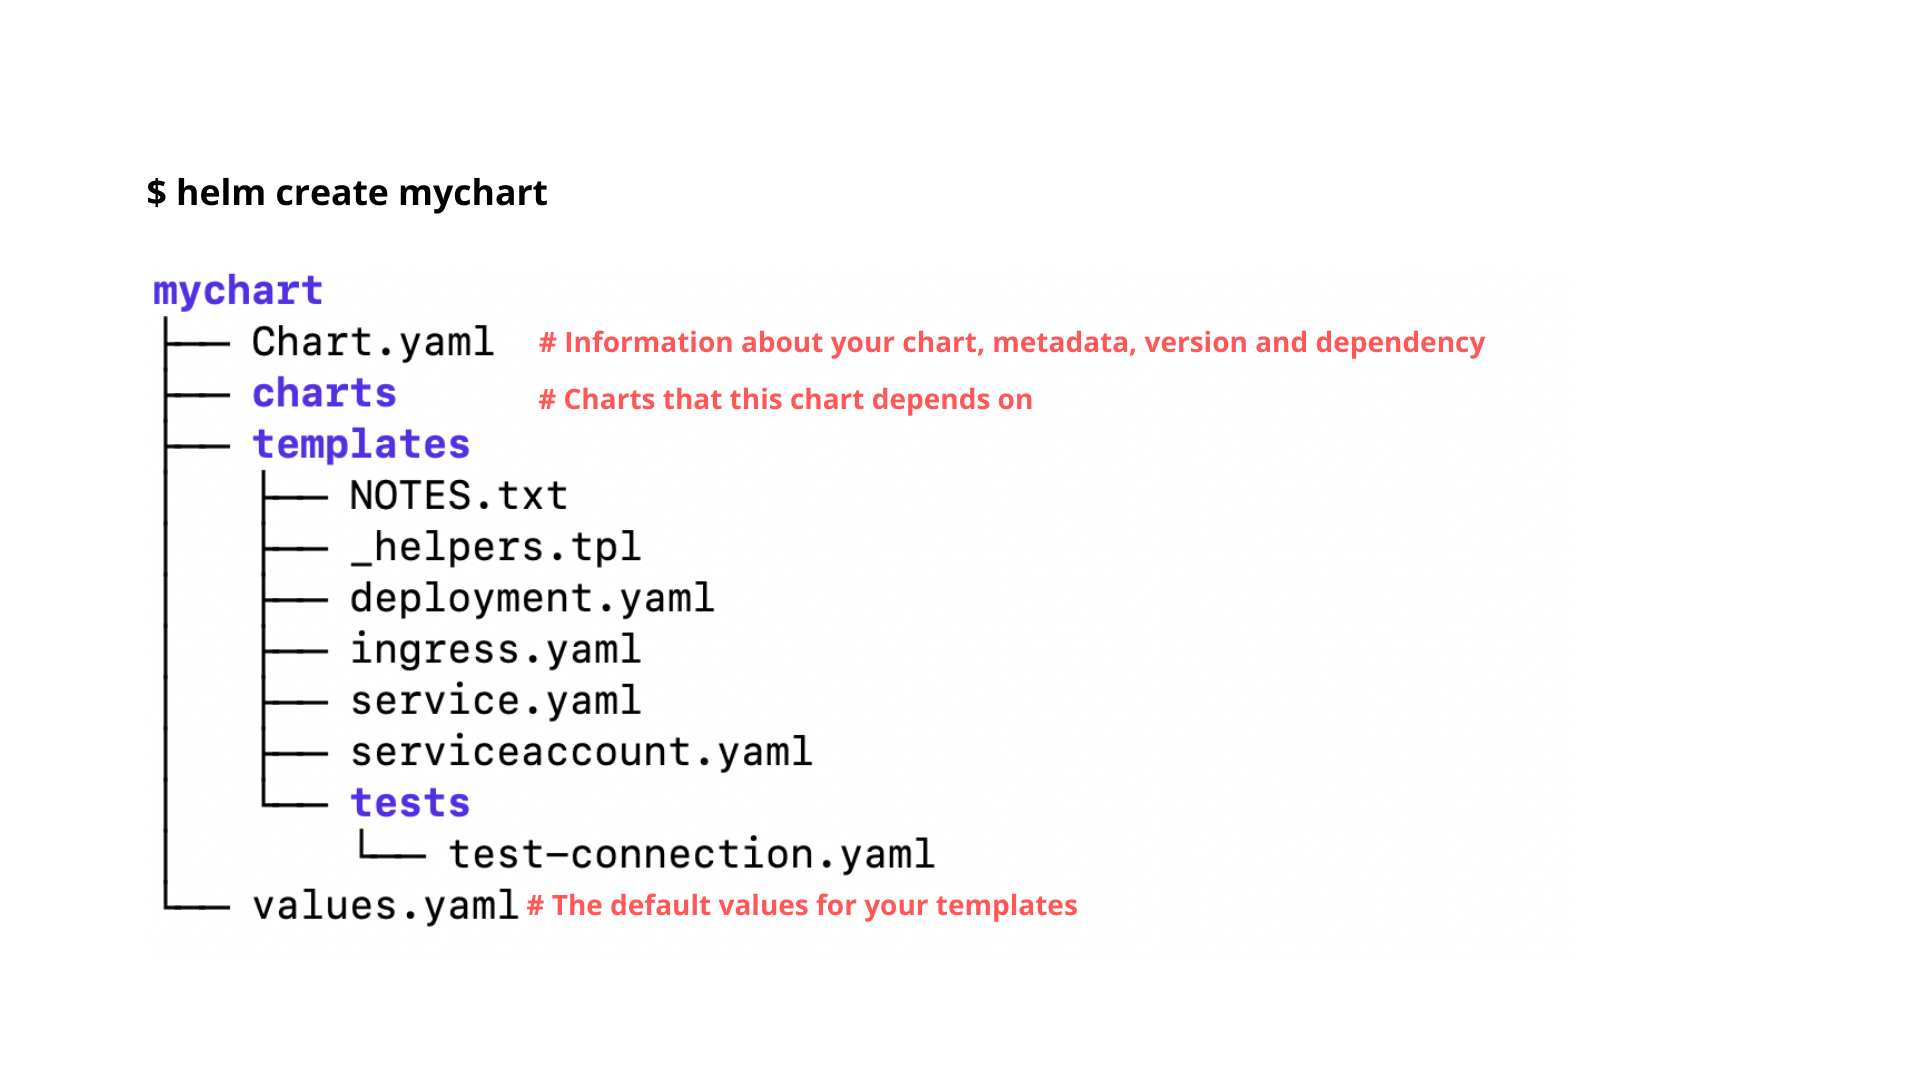 $ helm create mychart
mychart
├── Chart.yaml # Information about your chart, metadata, version and dependency
├── charts # Charts that this chart depends on
├── templates
│   ├── NOTES.txt
│   ├── _helpers.tpl
│   ├── deployment.yaml
│   ├── ingress.yaml
│   ├── service.yaml
│   ├── serviceaccount.yaml
│   └── tests
│       └── test-connection.yaml
└── values.yaml # The default values for your templates